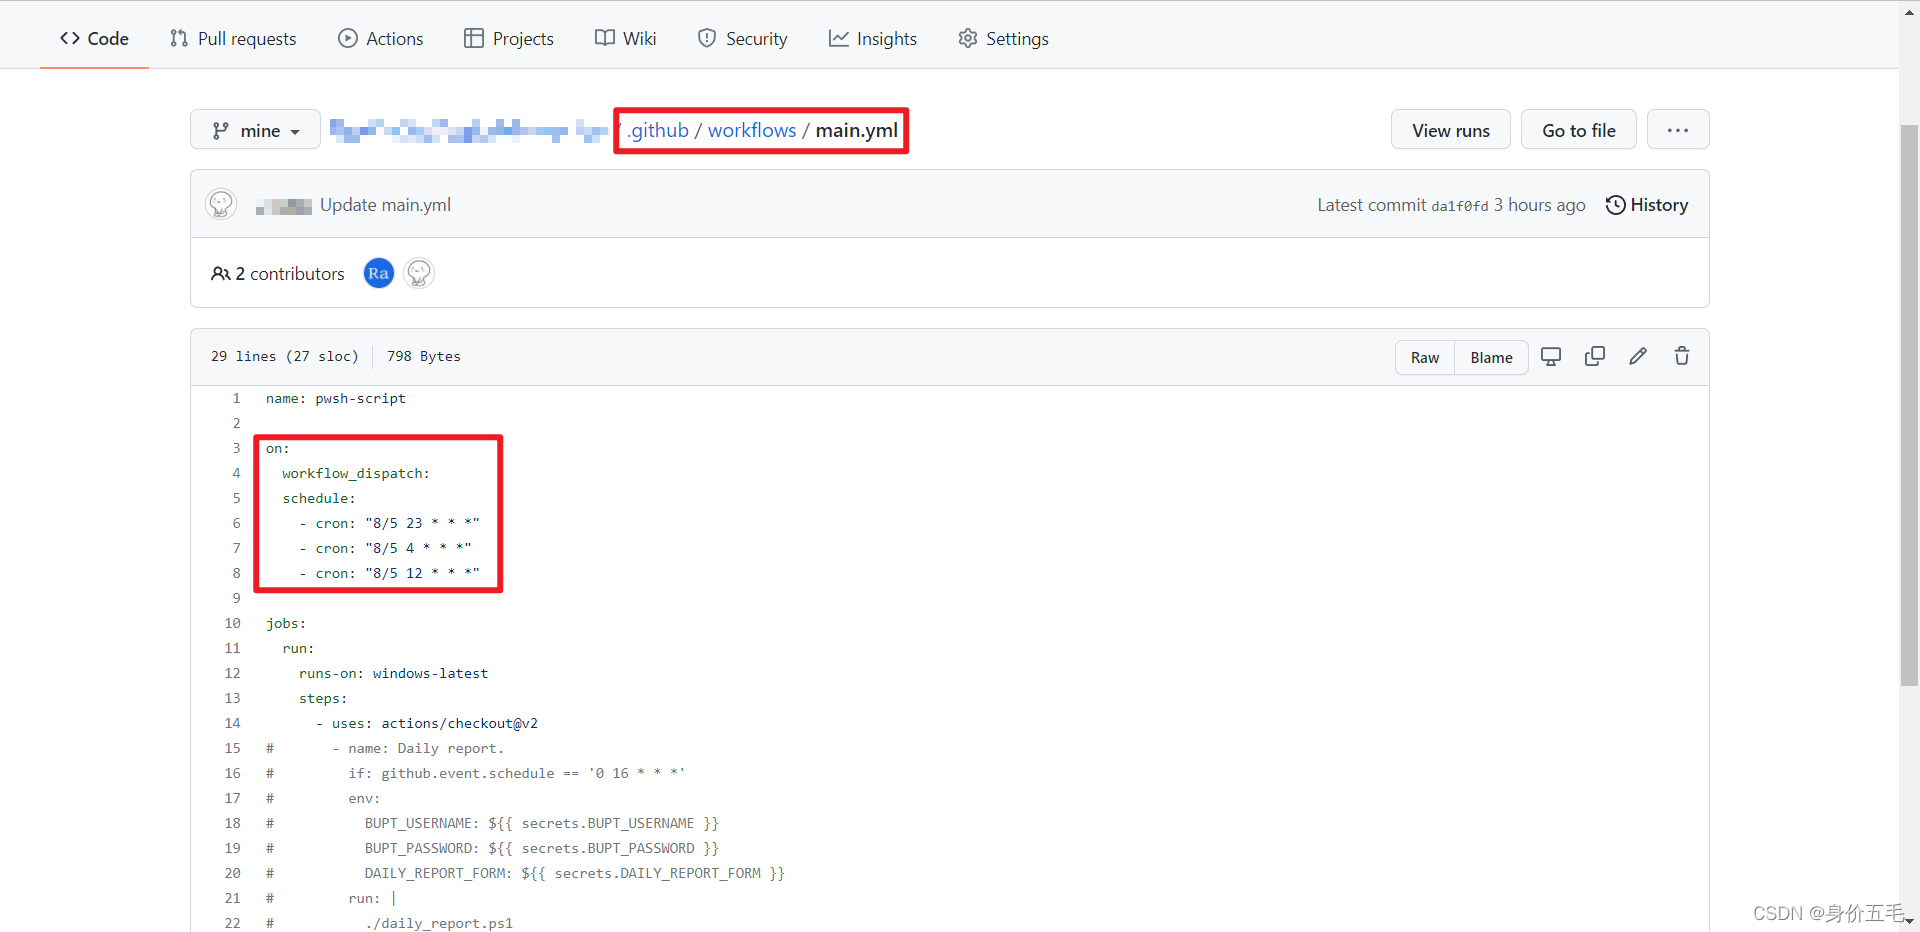 Code Pull requests Actions Projects Wiki Security Insights Settings
mine / .github / workflows / main.yml View runs Go to file ···
Update main.yml Latest commit da1f0fd 3 hours ago History
2 contributors Ra
29 lines (27 sloc) 798 Bytes Raw Blame
1 name: pwsh-script
2
3 on:
4 workflow_dispatch:
5 schedule:
6 - cron: "8/5 23 * * *"
7 - cron: "8/5 4 * * *"
8 - cron: "8/5 12 * * *"
9
10 jobs:
11 run:
12 runs-on: windows-latest
13 steps:
14 - uses: actions/checkout@v2
15 # - name: Daily report.
16 # if: github.event.schedule == '0 16 * * *'
17 # env:
18 # BUPT_USERNAME: ${{ secrets.BUPT_USERNAME }}
19 # BUPT_PASSWORD: ${{ secrets.BUPT_PASSWORD }}
20 # DAILY_REPORT_FORM: ${{ secrets.DAILY_REPORT_FORM }}
21 # run: |
22 # ./daily_report.ps1
CSDN @身价五毛